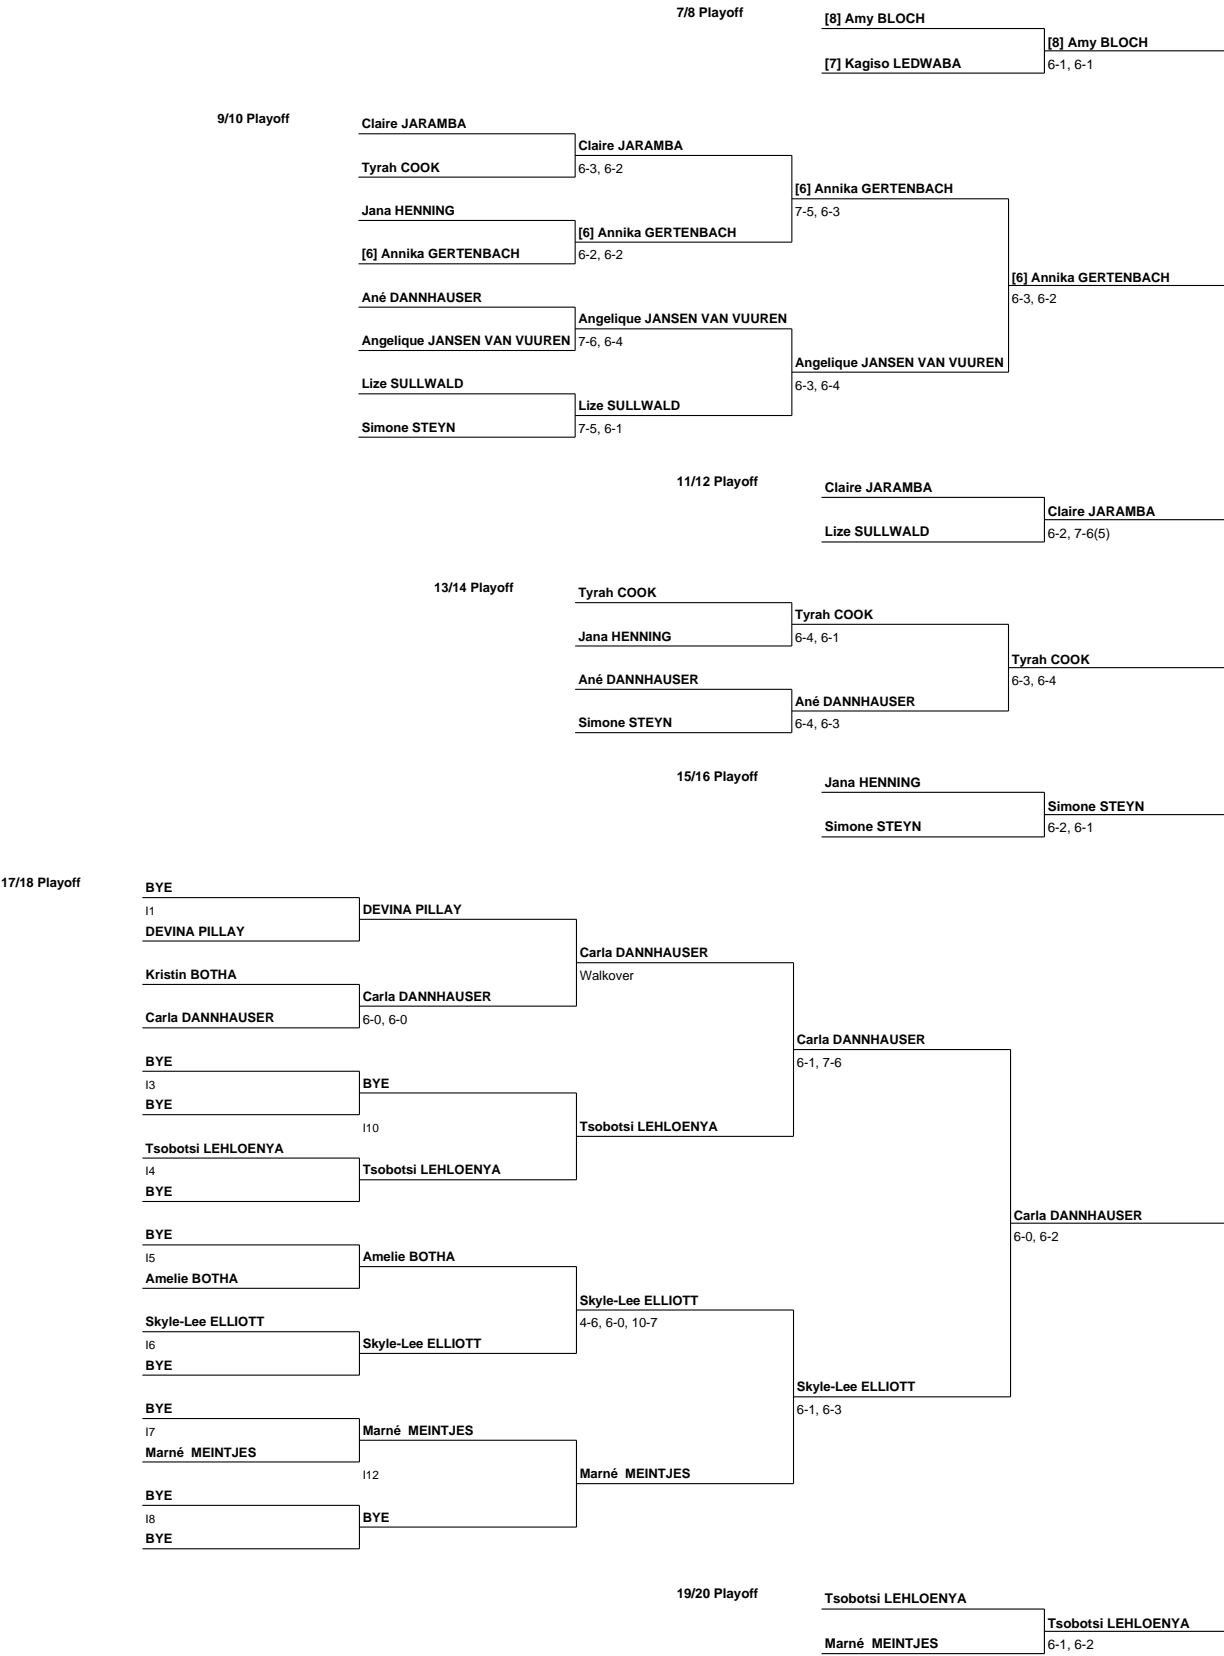 7/8 Playoff
[8] Amy BLOCH
[8] Amy BLOCH
[7] Kagiso LEDWABA
6-1, 6-1
9/10 Playoff
Claire JARAMBA
Claire JARAMBA
Tyrah COOK
6-3, 6-2
[6] Annika GERTENBACH
Jana HENNING
7-5, 6-3
[6] Annika GERTENBACH
[6] Annika GERTENBACH
6-2, 6-2
[6] Annika GERTENBACH
Ané DANNHAUSER
6-3, 6-2
Angelique JANSEN VAN VUUREN
Angelique JANSEN VAN VUUREN
7-6, 6-4
Angelique JANSEN VAN VUUREN
Lize SULLWALD
6-3, 6-4
Lize SULLWALD
Simone STEYN
7-5, 6-1
11/12 Playoff
Claire JARAMBA
Claire JARAMBA
Lize SULLWALD
6-2, 7-6(5)
13/14 Playoff
Tyrah COOK
Tyrah COOK
Jana HENNING
6-4, 6-1
Tyrah COOK
Ané DANNHAUSER
6-3, 6-4
Ané DANNHAUSER
Simone STEYN
6-4, 6-3
15/16 Playoff
Jana HENNING
Simone STEYN
Simone STEYN
6-2, 6-1
17/18 Playoff
BYE
I1
DEVINA PILLAY
DEVINA PILLAY
Carla DANNHAUSER
Kristin BOTHA
Walkover
Carla DANNHAUSER
Carla DANNHAUSER
6-0, 6-0
Carla DANNHAUSER
BYE
6-1, 7-6
I3
BYE
BYE
I10
Tsobotsi LEHLOENYA
Tsobotsi LEHLOENYA
I4
Tsobotsi LEHLOENYA
BYE
Carla DANNHAUSER
BYE
6-0, 6-2
I5
Amelie BOTHA
Amelie BOTHA
Skyle-Lee ELLIOTT
Skyle-Lee ELLIOTT
4-6, 6-0, 10-7
I6
Skyle-Lee ELLIOTT
BYE
Skyle-Lee ELLIOTT
BYE
6-1, 6-3
I7
Marné MEINTJES
Marné MEINTJES
I12
Marné MEINTJES
BYE
I8
BYE
BYE
19/20 Playoff
Tsobotsi LEHLOENYA
Tsobotsi LEHLOENYA
Marné MEINTJES
6-1, 6-2